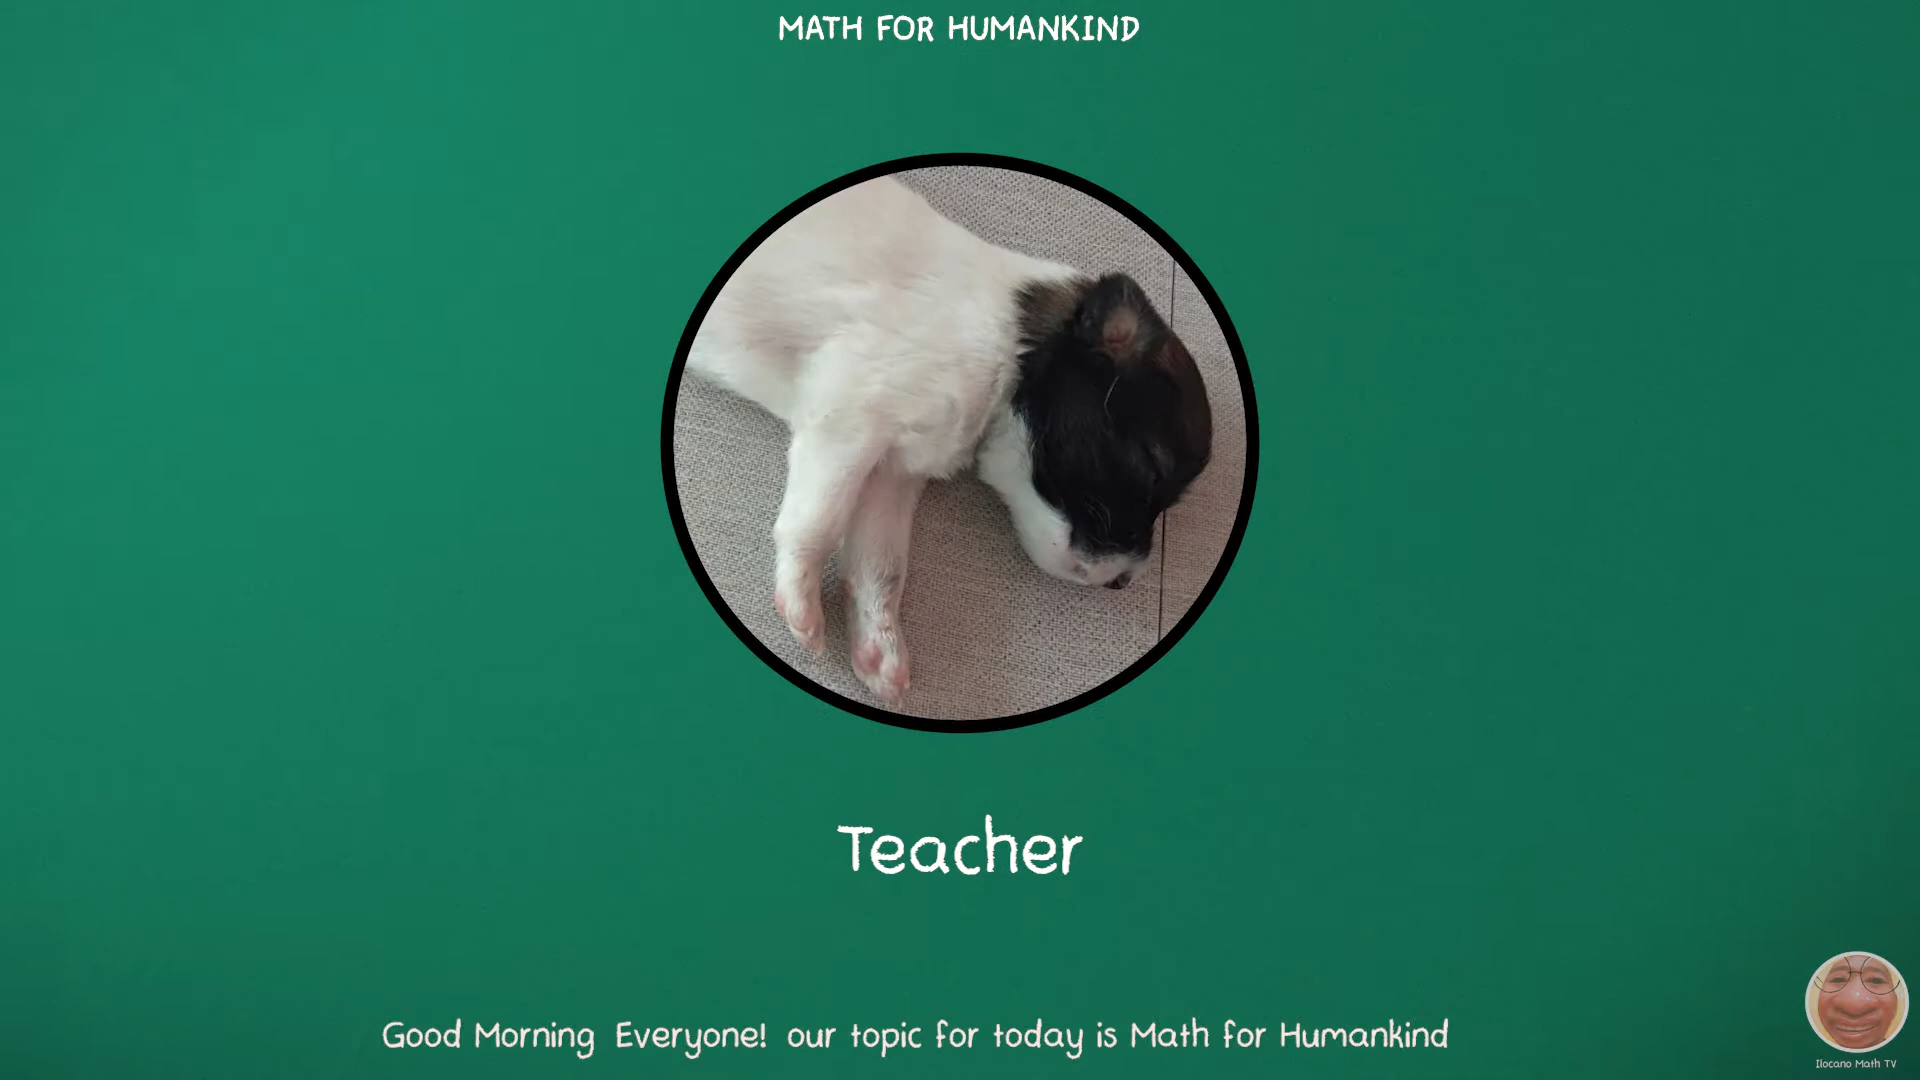 MATH FOR HUMANKIND
Teacher
Good Morning Everyone! our topic for today is Math for Humankind
Ilocano Math TV